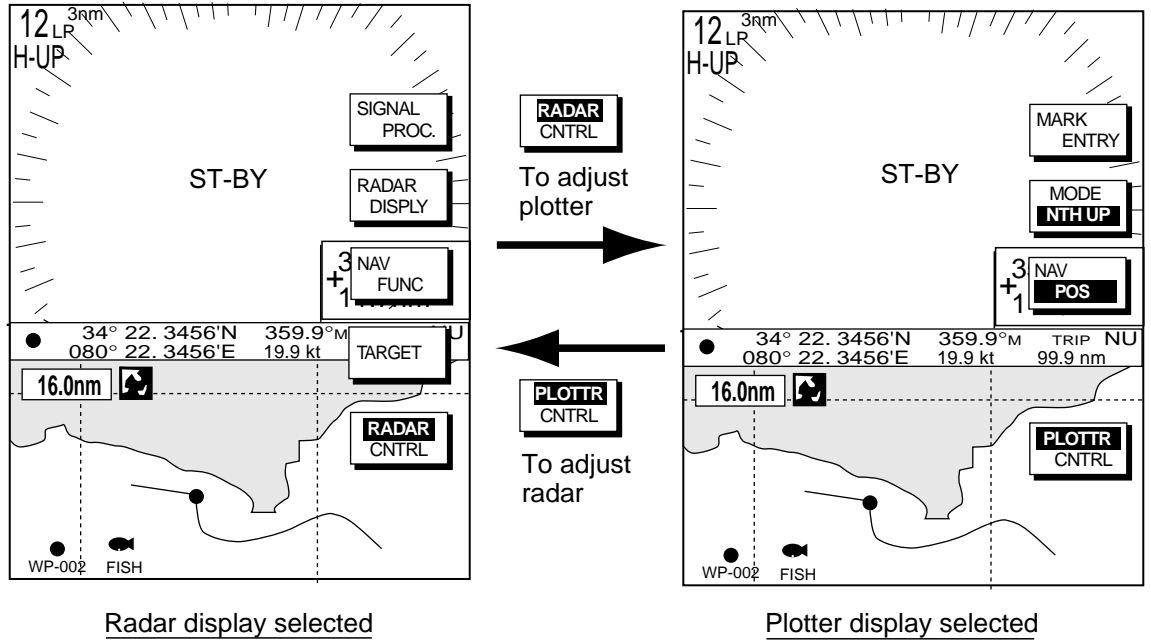 12 LR
3nm
H-UP
ST-BY
SIGNAL
PROC.
RADAR
DISPLY
+3
1
NAV
FUNC
34° 22. 3456'N
359.9°M
NU
080° 22. 3456'E
19.9 kt
TARGET
16.0nm
RADAR
CNTRL
WP-002
FISH
Radar display selected
RADAR
CNTRL
To adjust
plotter
PLOTTR
CNTRL
To adjust
radar
12 LR
3nm
H-UP
ST-BY
MARK
ENTRY
MODE
NTH UP
+3
1
NAV
POS
34° 22. 3456'N
359.9°M
TRIP
NU
080° 22. 3456'E
19.9 kt
99.9 nm
16.0nm
PLOTTR
CNTRL
WP-002
FISH
Plotter display selected